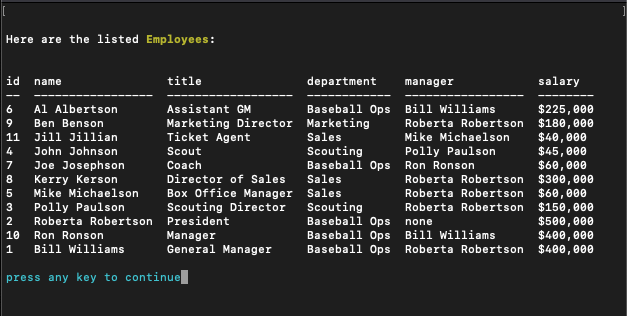 Here are the listed Employees:
id  name               title                department    manager            salary
--  -----------------  -------------------  ------------  -----------------  --------
6   Al Albertson       Assistant GM         Baseball Ops  Bill Williams      $225,000
9   Ben Benson         Marketing Director   Marketing     Roberta Robertson  $180,000
11  Jill Jillian       Ticket Agent         Sales         Mike Michaelson    $40,000
4   John Johnson       Scout                Scouting      Polly Paulson      $45,000
7   Joe Josephson      Coach                Baseball Ops  Ron Ronson         $60,000
8   Kerry Kerson       Director of Sales    Sales         Roberta Robertson  $300,000
5   Mike Michaelson    Box Office Manager   Sales         Roberta Robertson  $60,000
3   Polly Paulson      Scouting Director    Scouting      Roberta Robertson  $150,000
2   Roberta Robertson  President            Baseball Ops  none               $500,000
10  Ron Ronson         Manager              Baseball Ops  Bill Williams      $400,000
1   Bill Williams      General Manager      Baseball Ops  Roberta Robertson  $400,000
press any key to continue